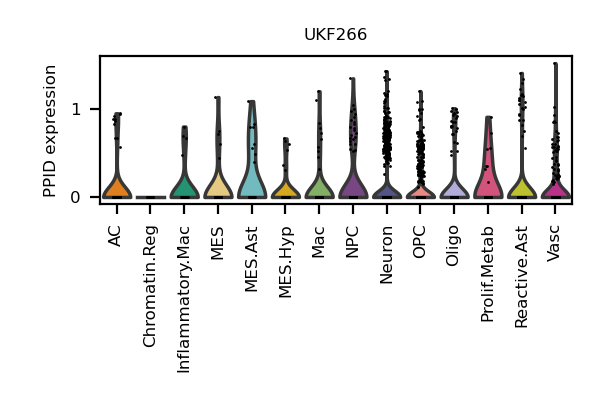 UKF266
PPID expression
1
0
AC
Chromatin.Reg
Inflammatory.Mac
MES
MES.Ast
MES.Hyp
Mac
NPC
Neuron
OPC
Oligo
Prolif.Metab
Reactive.Ast
Vasc